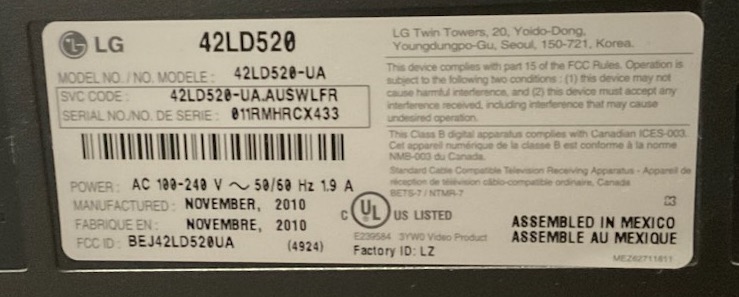 LG 42LD520
MODEL NO. / NO. MODELE : 42LD520-UA
SVC CODE : 42LD520-UA.AUSWLFR
SERIAL NO./NO. DE SERIE : 011RMHRCX433
POWER : AC 100-240 V ～ 50/60 Hz 1.9 A
MANUFACTURED : NOVEMBER, 2010
FABRIQUE EN : NOVEMBRE, 2010
FCC ID : BEJ42LD520UA (4924)
LG Twin Towers, 20, Yoido-Dong,
Youngdungpo-Gu, Seoul, 150-721, Korea.
This device complies with part 15 of the FCC Rules. Operation is
subject to the following two conditions : (1) this device may not
cause harmful interference, and (2) this device must accept any
interference received, including interference that may cause
undesired operation.
This Class B digital apparatus complies with Canadian ICES-003.
Cet appareil numérique de la classe B est conforme à la norme
NMB-003 du Canada.
Standard Cable Compatible Television Receiving Apparatus - Appareil de
réception de télévision câblo-compatible ordinaire, Canada
BETS-7 / NTMR-7
C UL US LISTED
E239584 3YW0 Video Product
Factory ID: LZ
ASSEMBLED IN MEXICO
ASSEMBLE AU MEXIQUE